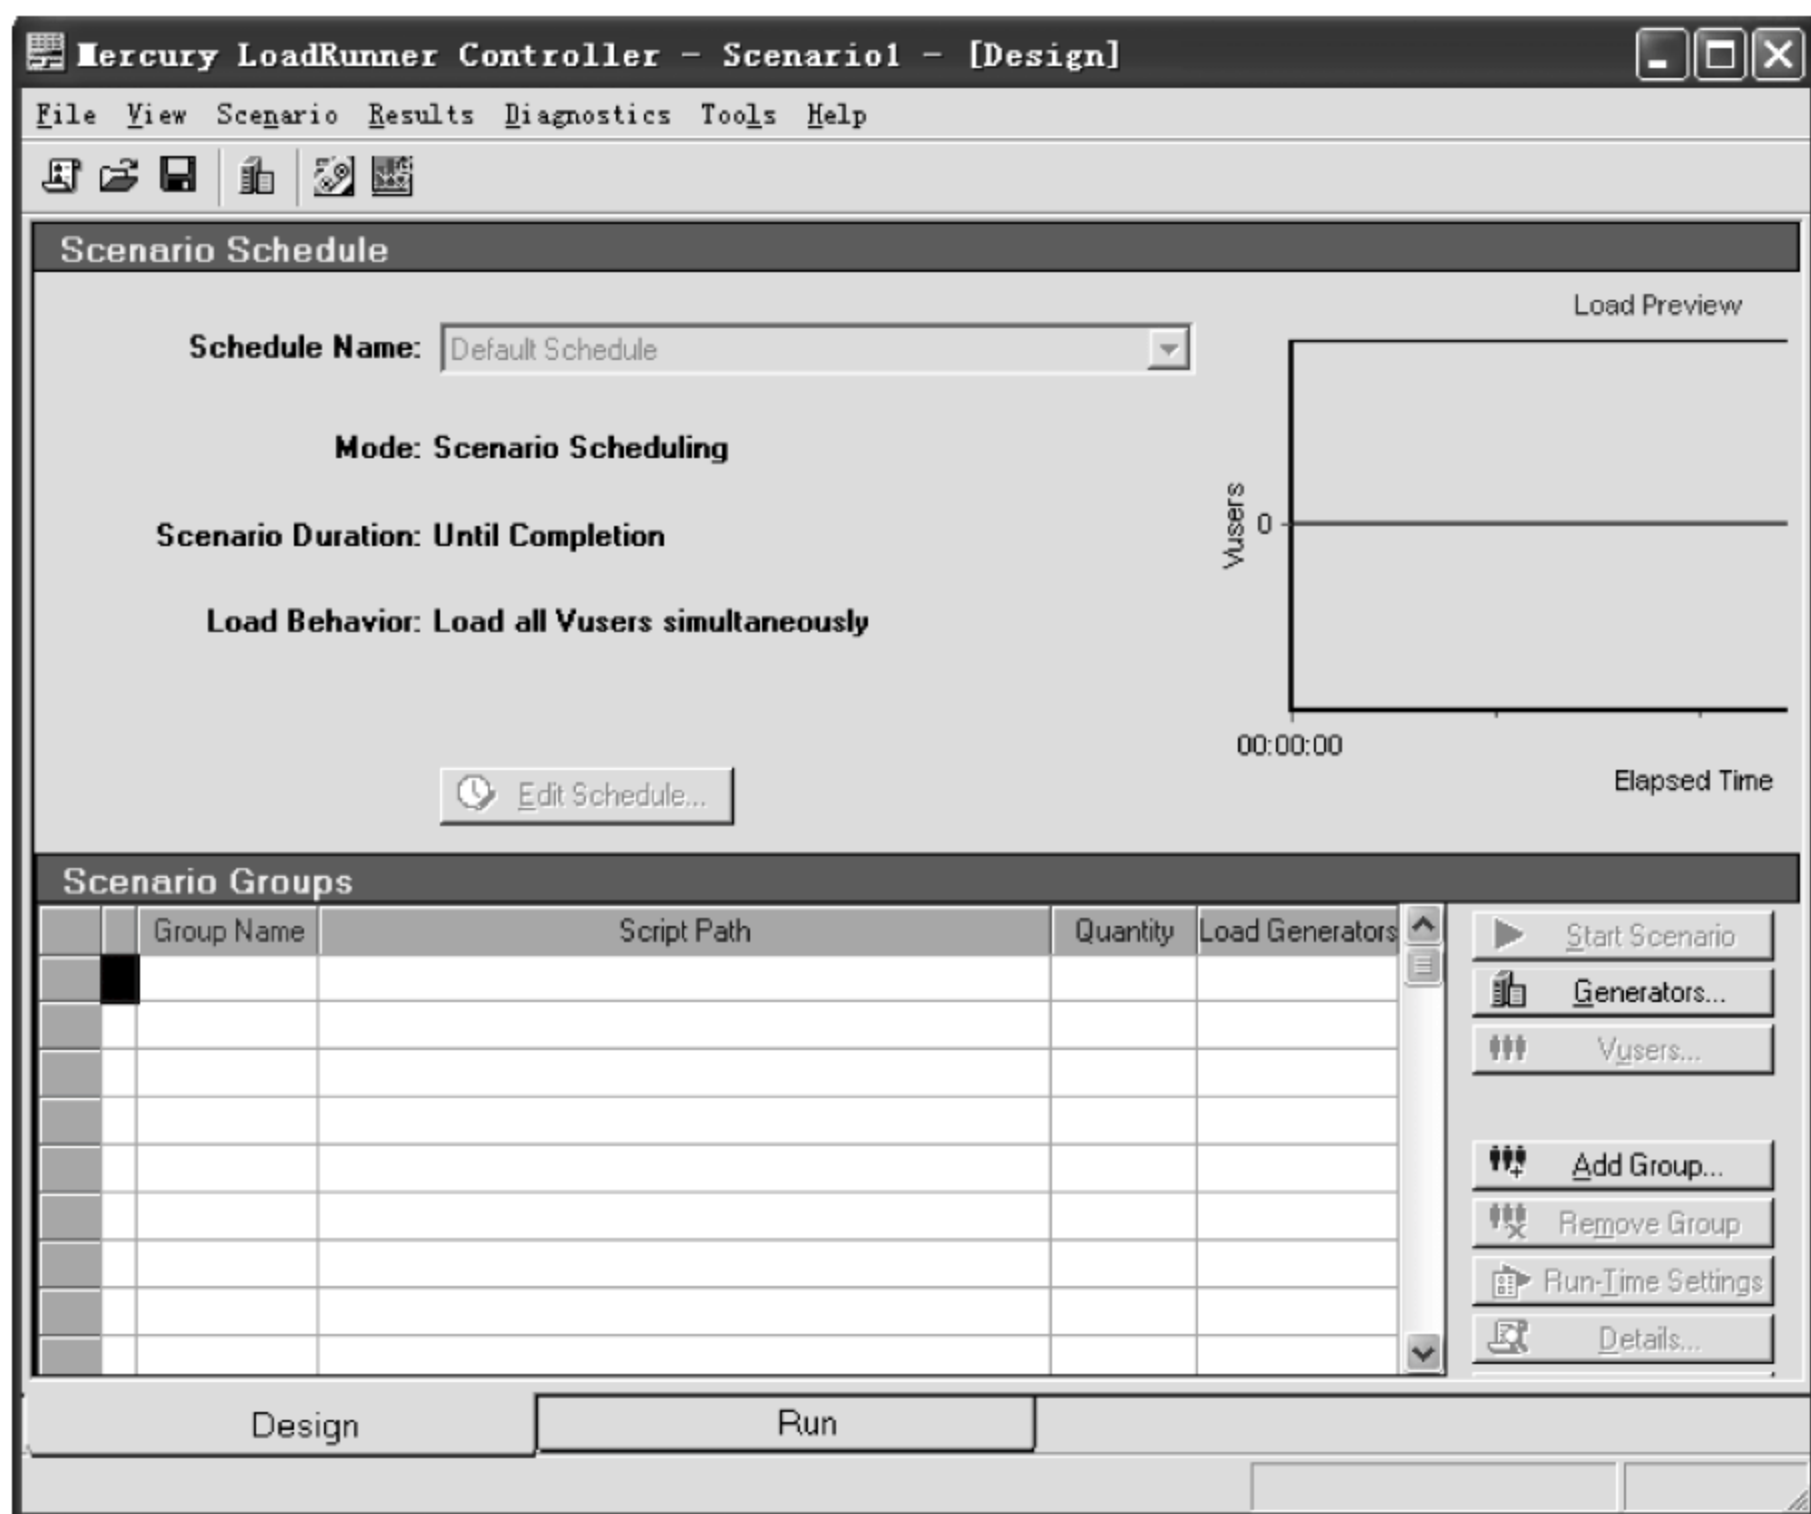 Mercury LoadRunner Controller - Scenario1 - [Design]
File View Scenario Results Diagnostics Tools Help
Scenario Schedule
Load Preview
Schedule Name: Default Schedule
Mode: Scenario Scheduling
Vusers
0
Scenario Duration: Until Completion
Load Behavior: Load all Vusers simultaneously
00:00:00
Elapsed Time
Edit Schedule...
Scenario Groups
Group Name Script Path Quantity Load Generators
Start Scenario
Generators...
Vusers...
Add Group...
Remove Group
Run-Time Settings
Details...
Design Run